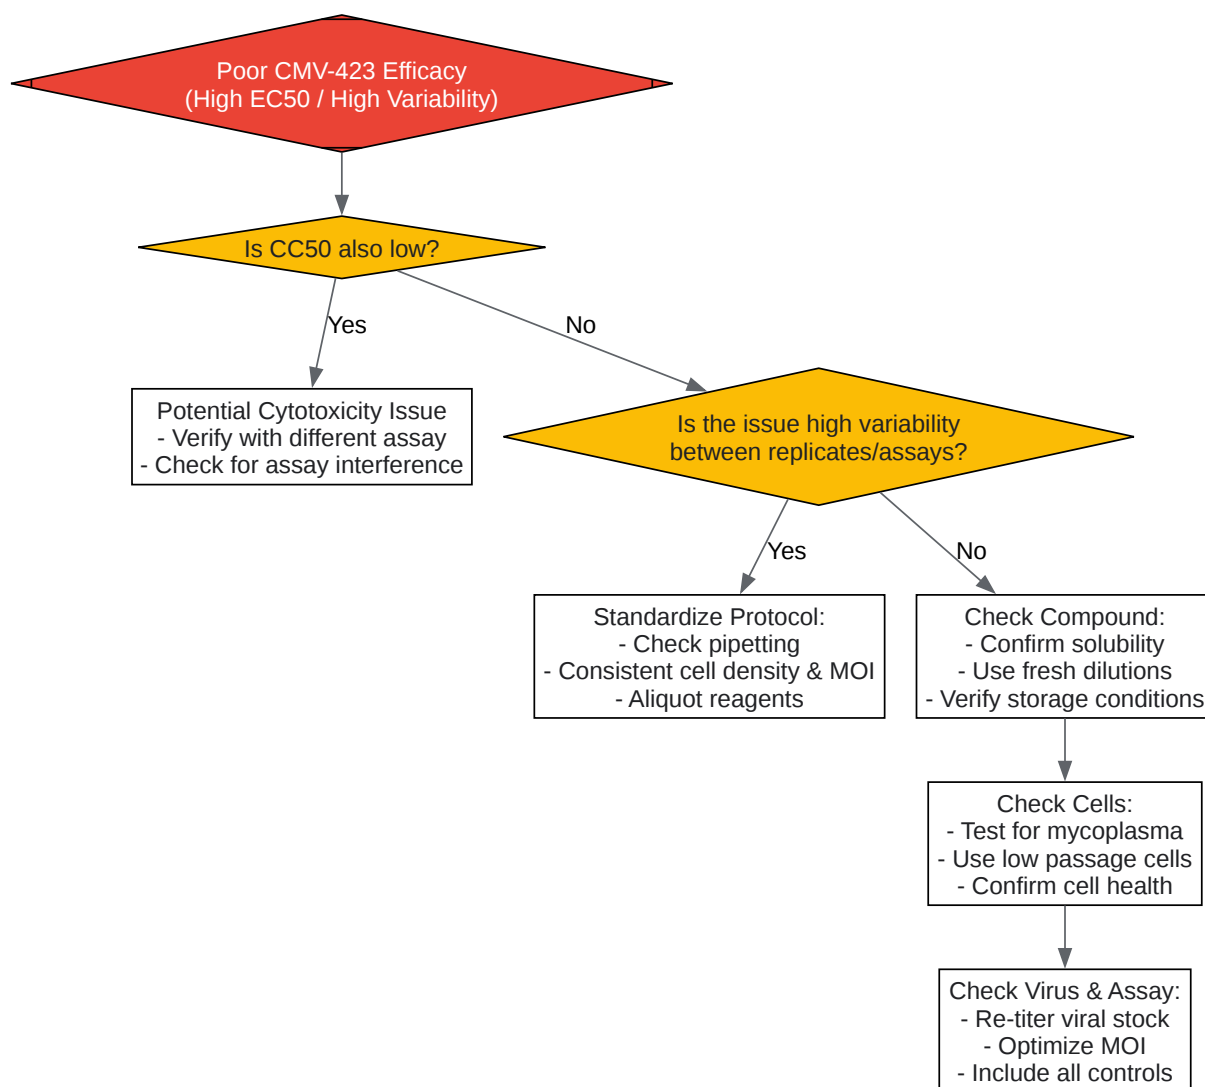 Poor CMV-423 Efficacy
(High EC50 / High Variability)
Is CC50 also low?
Yes
No
Potential Cytotoxicity Issue
- Verify with different assay
- Check for assay interference
Is the issue high variability
between replicates/assays?
Yes
No
Standardize Protocol:
- Check pipetting
- Consistent cell density & MOI
- Aliquot reagents
Check Compound:
- Confirm solubility
- Use fresh dilutions
- Verify storage conditions
Check Cells:
- Test for mycoplasma
- Use low passage cells
- Confirm cell health
Check Virus & Assay:
- Re-titer viral stock
- Optimize MOI
- Include all controls